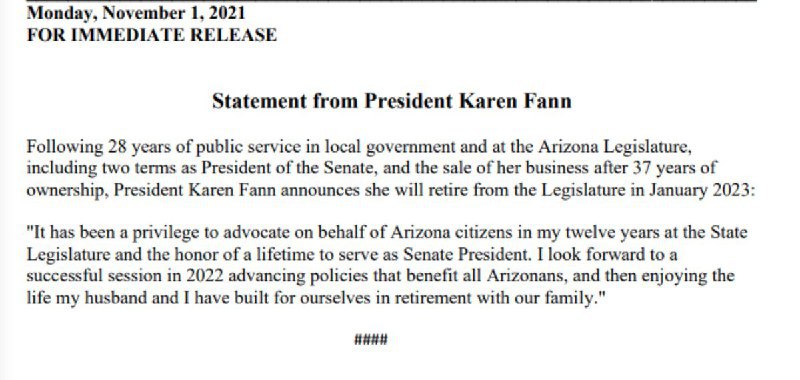 Monday, November 1, 2021
FOR IMMEDIATE RELEASE
Statement from President Karen Fann
Following 28 years of public service in local government and at the Arizona Legislature,
including two terms as President of the Senate, and the sale of her business after 37 years of
ownership, President Karen Fann announces she will retire from the Legislature in January 2023:
"It has been a privilege to advocate on behalf of Arizona citizens in my twelve years at the State
Legislature and the honor of a lifetime to serve as Senate President. I look forward to a
successful session in 2022 advancing policies that benefit all Arizonans, and then enjoying the
life my husband and I have built for ourselves in retirement with our family."
####